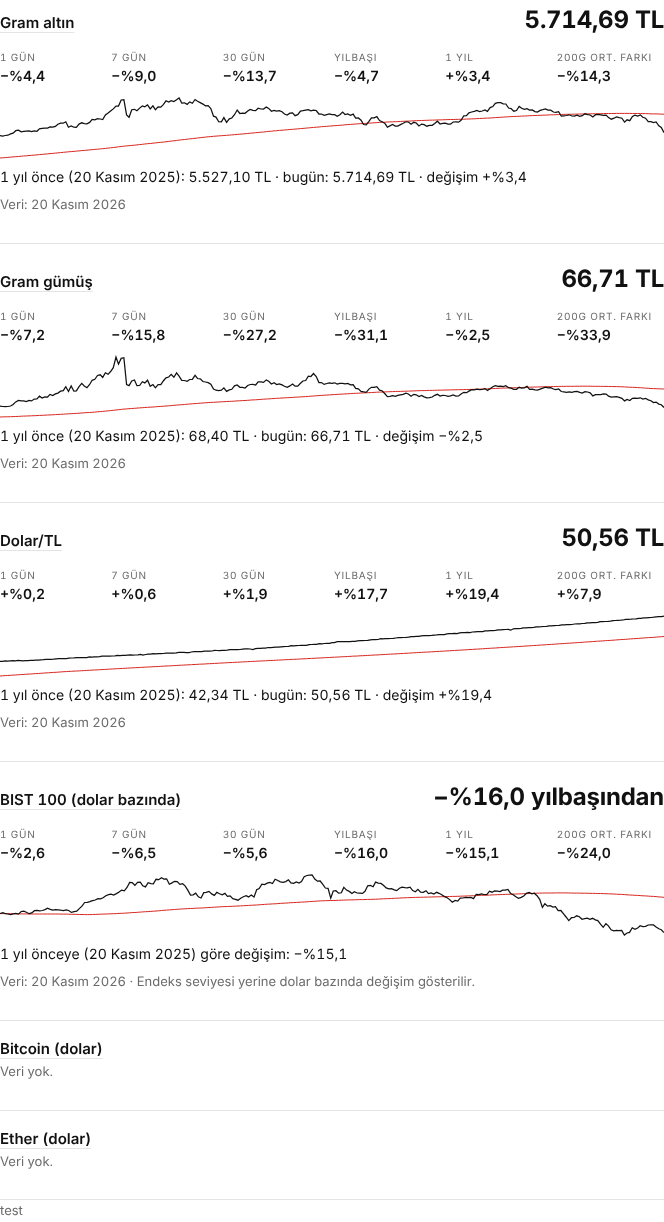 Gram altın 5.714,69 TL
1 GÜN 7 GÜN 30 GÜN YILBAŞI 1 YIL 200G ORT. FARKI
−%4,4 −%9,0 −%13,7 −%4,7 +%3,4 −%14,3
1 yıl önce (20 Kasım 2025): 5.527,10 TL · bugün: 5.714,69 TL · değişim +%3,4
Veri: 20 Kasım 2026
Gram gümüş 66,71 TL
1 GÜN 7 GÜN 30 GÜN YILBAŞI 1 YIL 200G ORT. FARKI
−%7,2 −%15,8 −%27,2 −%31,1 −%2,5 −%33,9
1 yıl önce (20 Kasım 2025): 68,40 TL · bugün: 66,71 TL · değişim −%2,5
Veri: 20 Kasım 2026
Dolar/TL 50,56 TL
1 GÜN 7 GÜN 30 GÜN YILBAŞI 1 YIL 200G ORT. FARKI
+%0,2 +%0,6 +%1,9 +%17,7 +%19,4 +%7,9
1 yıl önce (20 Kasım 2025): 42,34 TL · bugün: 50,56 TL · değişim +%19,4
Veri: 20 Kasım 2026
BIST 100 (dolar bazında) −%16,0 yılbaşından
1 GÜN 7 GÜN 30 GÜN YILBAŞI 1 YIL 200G ORT. FARKI
−%2,6 −%6,5 −%5,6 −%16,0 −%15,1 −%24,0
1 yıl önceye (20 Kasım 2025) göre değişim: −%15,1
Veri: 20 Kasım 2026 · Endeks seviyesi yerine dolar bazında değişim gösterilir.
Bitcoin (dolar)
Veri yok.
Ether (dolar)
Veri yok.
test